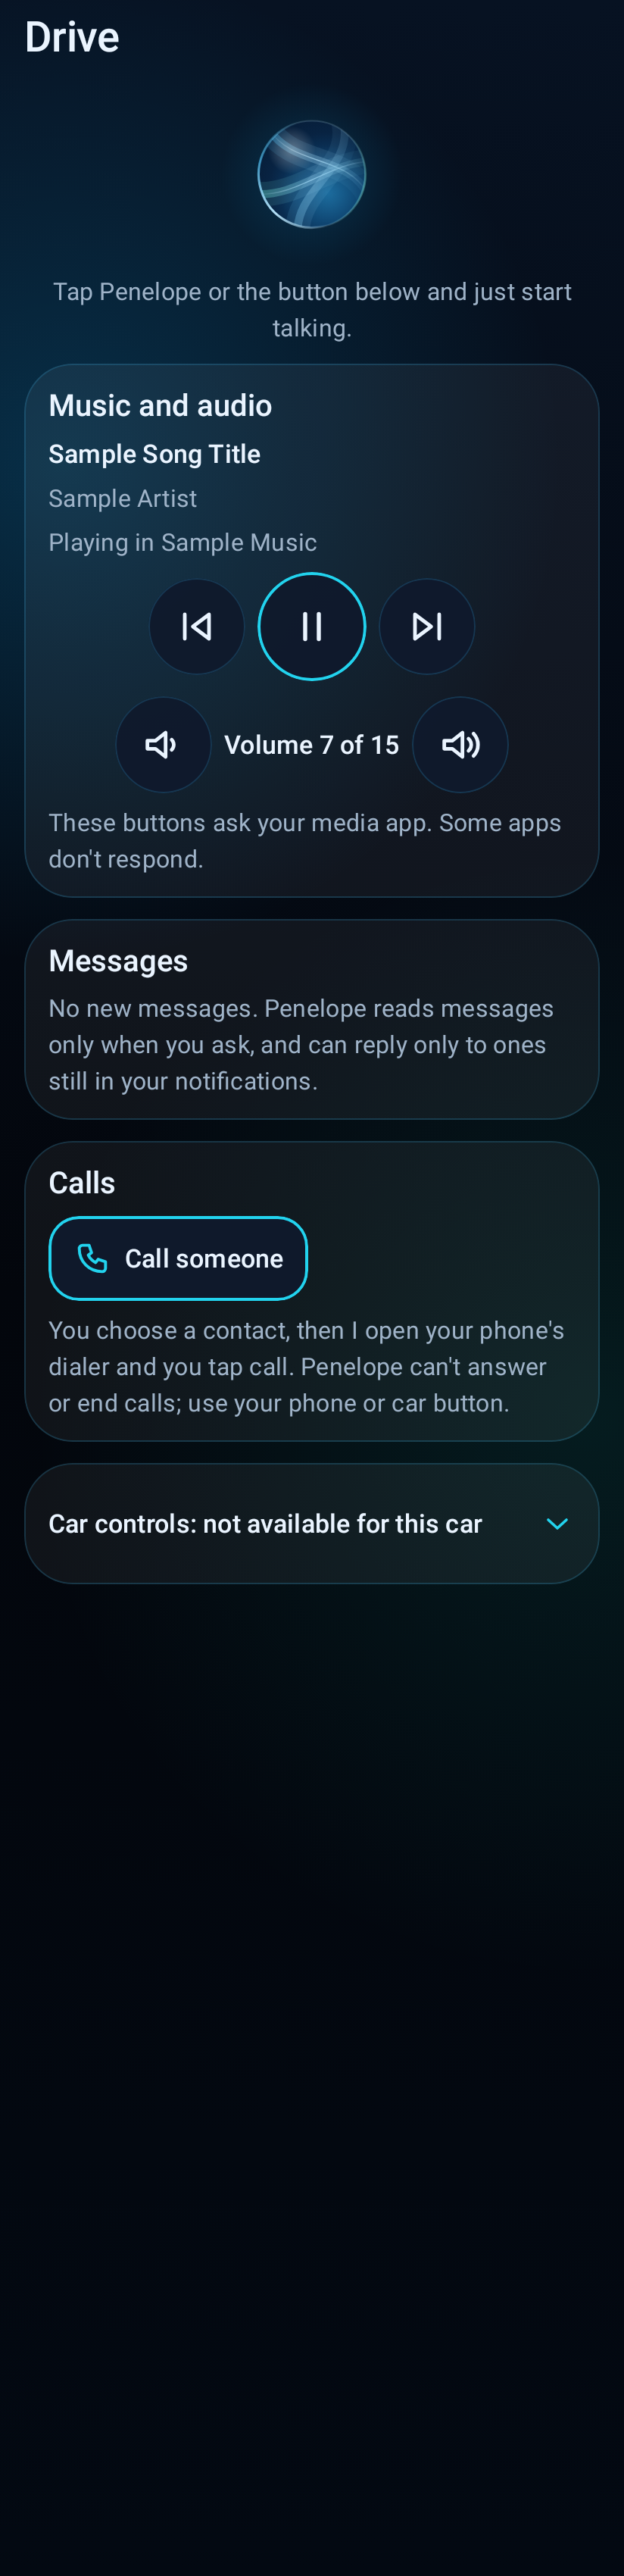 Drive
Tap Penelope or the button below and just start
talking.
Music and audio
Sample Song Title
Sample Artist
Playing in Sample Music
Volume 7 of 15
These buttons ask your media app. Some apps
don't respond.
Messages
No new messages. Penelope reads messages
only when you ask, and can reply only to ones
still in your notifications.
Calls
Call someone
You choose a contact, then I open your phone's
dialer and you tap call. Penelope can't answer
or end calls; use your phone or car button.
Car controls: not available for this car